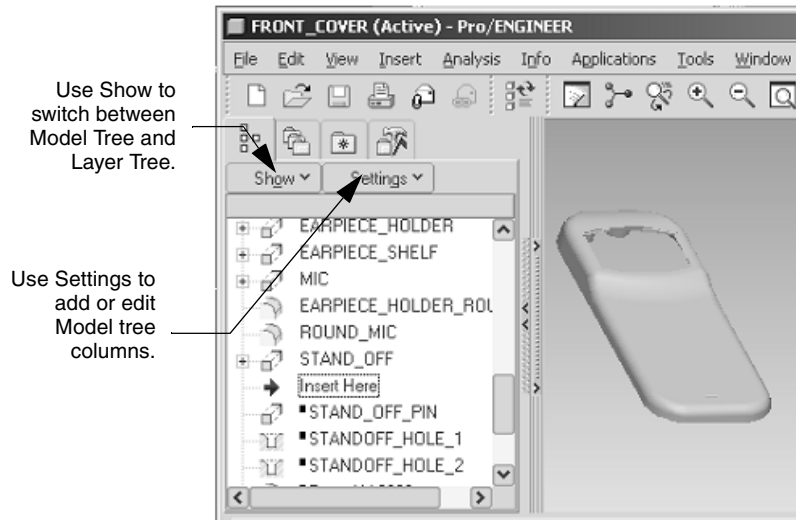 FRONT_COVER (Active) - Pro/ENGINEER
File Edit View Insert Analysis Info Applications Tools Window
Use Show to
switch between
Model Tree and
Layer Tree.
Show Settings
EARPIECE_HOLDER
EARPIECE_SHELF
MIC
Use Settings to
add or edit
Model tree
columns.
EARPIECE_HOLDER_ROU
ROUND_MIC
STAND_OFF
Insert Here
STAND_OFF_PIN
STANDOFF_HOLE_1
STANDOFF_HOLE_2